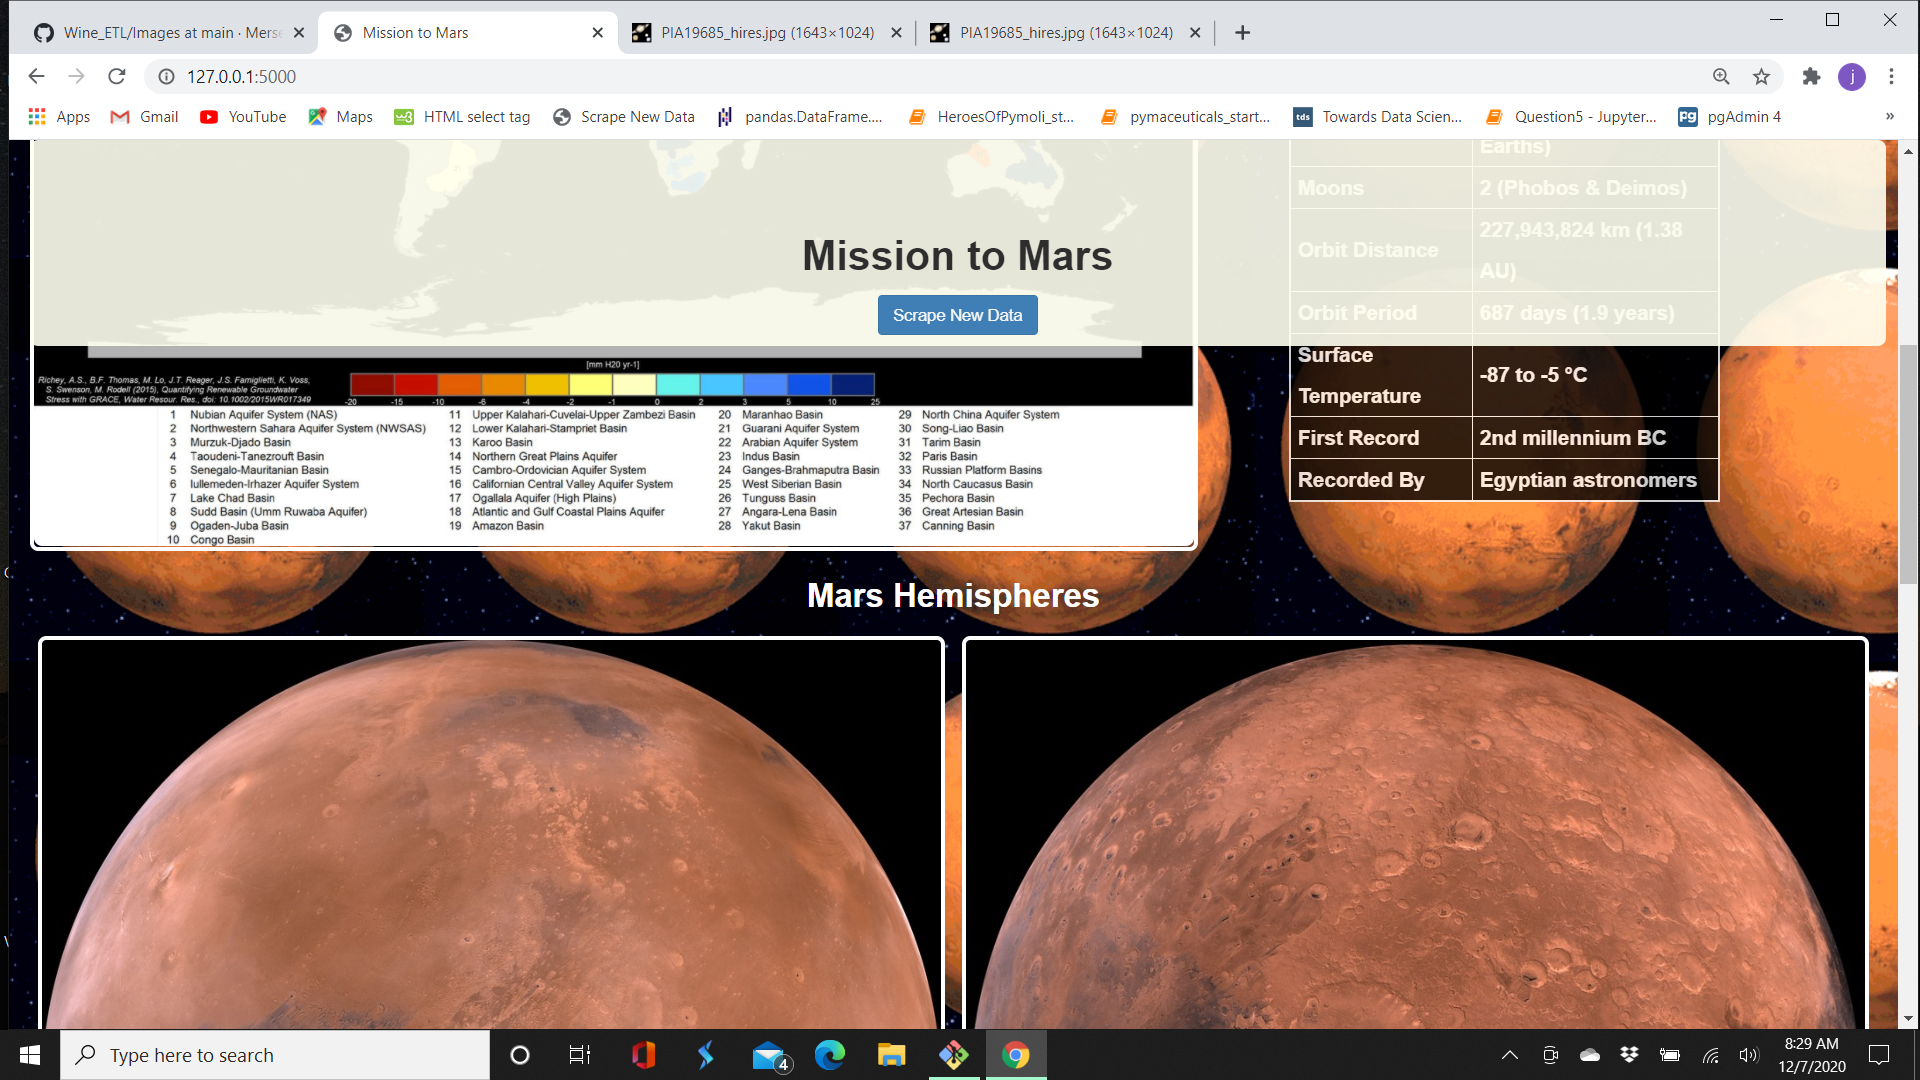 Wine_ETL/Images at main · Merse
Mission to Mars
PIA19685_hires.jpg (1643×1024)
PIA19685_hires.jpg (1643×1024)
127.0.0.1:5000
j
Apps
Gmail
YouTube
Maps
w3
HTML select tag
Scrape New Data
pandas.DataFrame....
HeroesOfPymoli_st...
pymaceuticals_start...
tds
Towards Data Scien...
Question5 - Jupyter...
pg
pgAdmin 4
»
Mission to Mars
Scrape New Data
Earths)
Moons 2 (Phobos & Deimos)
Orbit Distance 227,943,824 km (1.38
AU)
Orbit Period 687 days (1.9 years)
Surface
Temperature -87 to -5 °C
First Record 2nd millennium BC
Recorded By Egyptian astronomers
[mm H20 yr-1]
Richey, A.S., B.F. Thomas, M. Lo, J.T. Reager, J.S. Famiglietti, K. Voss,
S. Swenson, M. Rodell (2015), Quantifying Renewable Groundwater
Stress with GRACE, Water Resour. Res., doi: 10.1002/2015WR017349
-20 -15 -10 -6 -4 -2 -1 0 2 3 5 10 25
1 Nubian Aquifer System (NAS)
2 Northwestern Sahara Aquifer System (NWSAS)
3 Murzuk-Djado Basin
4 Taoudeni-Tanezrouft Basin
5 Senegalo-Mauritanian Basin
6 Iullemeden-Irhazer Aquifer System
7 Lake Chad Basin
8 Sudd Basin (Umm Ruwaba Aquifer)
9 Ogaden-Juba Basin
10 Congo Basin
11 Upper Kalahari-Cuvelai-Upper Zambezi Basin
12 Lower Kalahari-Stampriet Basin
13 Karoo Basin
14 Northern Great Plains Aquifer
15 Cambro-Ordovician Aquifer System
16 Californian Central Valley Aquifer System
17 Ogallala Aquifer (High Plains)
18 Atlantic and Gulf Coastal Plains Aquifer
19 Amazon Basin
20 Maranhao Basin
21 Guarani Aquifer System
22 Arabian Aquifer System
23 Indus Basin
24 Ganges-Brahmaputra Basin
25 West Siberian Basin
26 Tunguss Basin
27 Angara-Lena Basin
28 Yakut Basin
29 North China Aquifer System
30 Song-Liao Basin
31 Tarim Basin
32 Paris Basin
33 Russian Platform Basins
34 North Caucasus Basin
35 Pechora Basin
36 Great Artesian Basin
37 Canning Basin
Mars Hemispheres
Type here to search
4
8:29 AM
12/7/2020